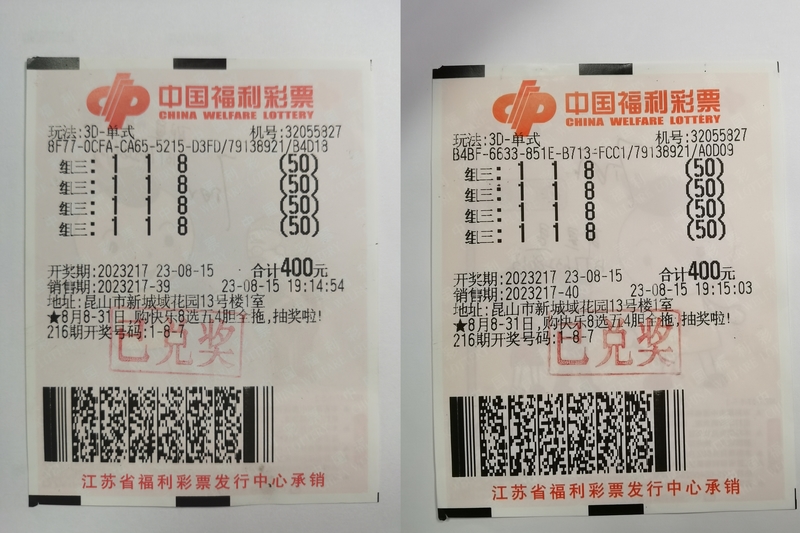 中国福利彩票
CHINA WELFARE LOTTERY
玩法:3D-单式 机号:32055827
8F77-0CFA-CA65-5215-D3FD/79138921/B4D18
组三: 1 1 8 (50)
组三: 1 1 8 (50)
组三: 1 1 8 (50)
组三: 1 1 8 (50)
开奖期:2023217 23-08-15 合计400元
销售期:2023217-39 23-08-15 19:14:54
地址:昆山市新城域花园13号楼1室
★8月8-31日,购快乐8选五4胆全拖,抽奖啦!
216期开奖号码:1-8-7
已兑奖
江苏省福利彩票发行中心承销
中国福利彩票
CHINA WELFARE LOTTERY
玩法:3D-单式 机号:32055827
B4BF-6633-851E-B713-FCC1/79138921/A0D09
组三: 1 1 8 (50)
组三: 1 1 8 (50)
组三: 1 1 8 (50)
组三: 1 1 8 (50)
开奖期:2023217 23-08-15 合计400元
销售期:2023217-40 23-08-15 19:15:03
地址:昆山市新城域花园13号楼1室
★8月8-31日,购快乐8选五4胆全拖,抽奖啦!
216期开奖号码:1-8-7
已兑奖
江苏省福利彩票发行中心承销